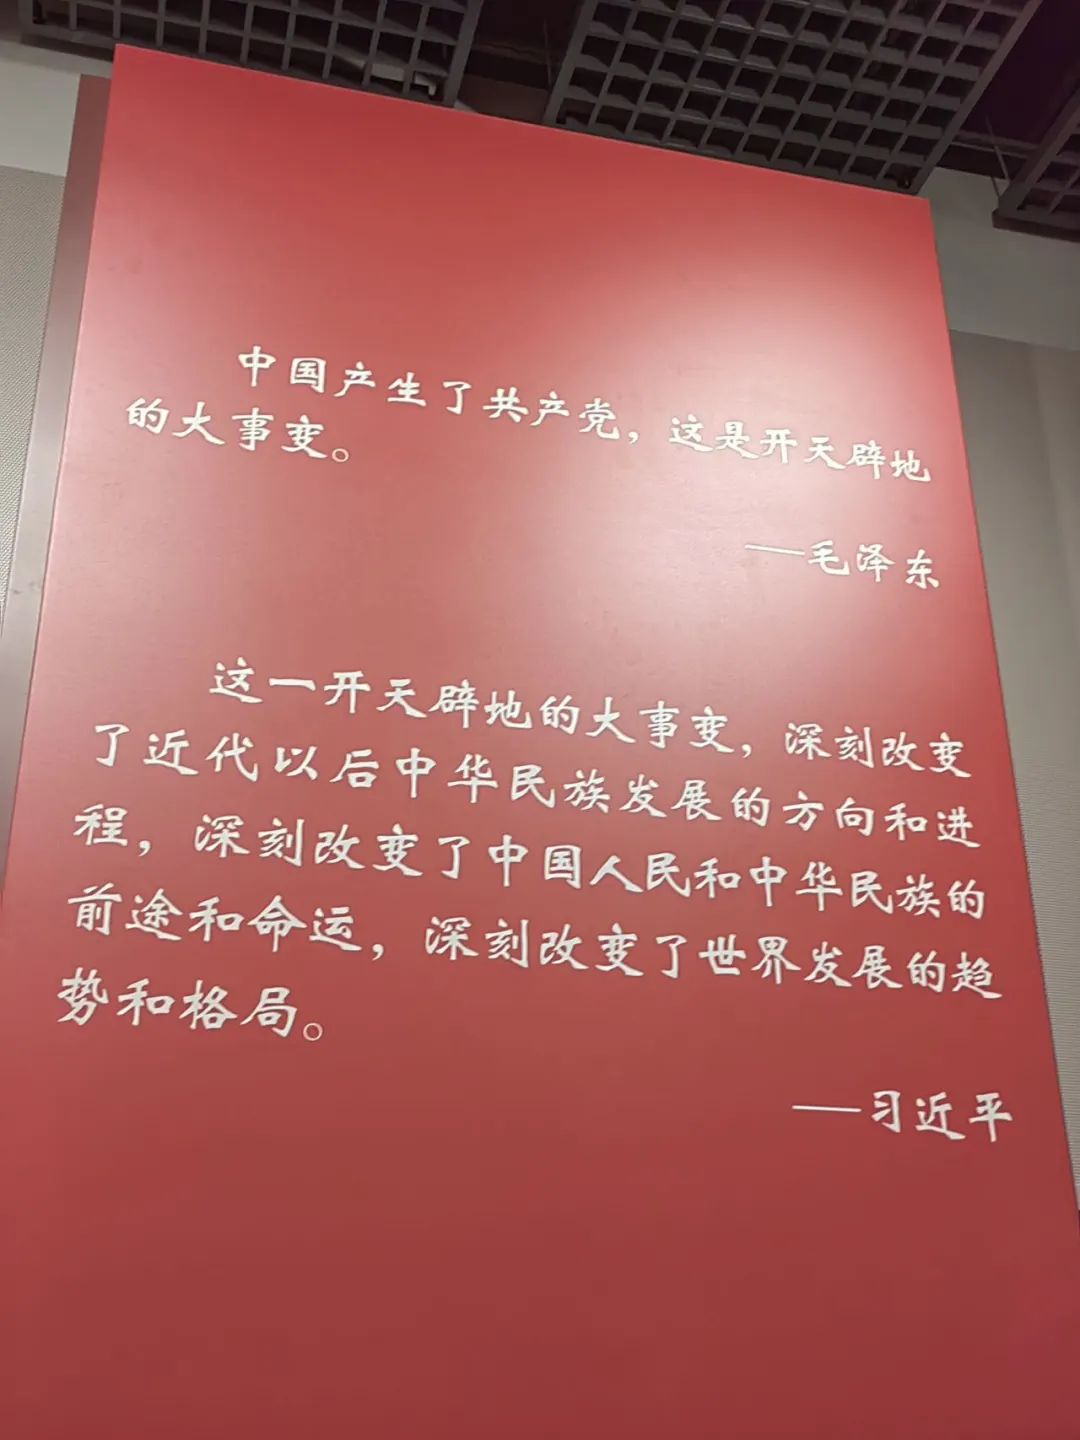 中国产生了共产党，这是开天辟地
的大事变。
——毛泽东
这一开天辟地的大事变，深刻改变
了近代以后中华民族发展的方向和进
程，深刻改变了中国人民和中华民族的
前途和命运，深刻改变了世界发展的趋
势和格局。
——习近平